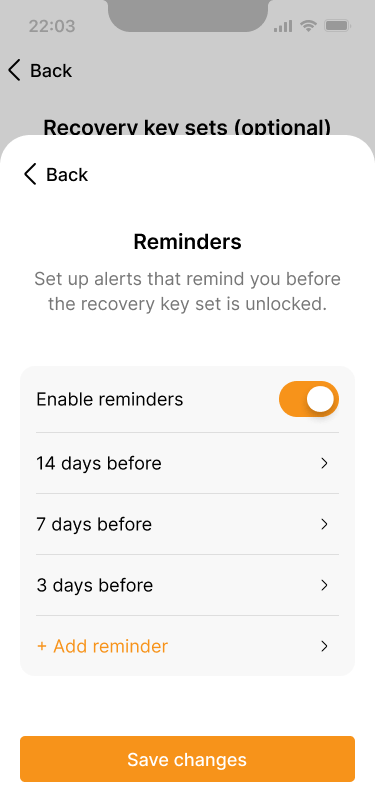 22:03
Back
Recovery key sets (optional)
Back
Reminders
Set up alerts that remind you before
the recovery key set is unlocked.
Enable reminders
14 days before
7 days before
3 days before
+ Add reminder
Save changes